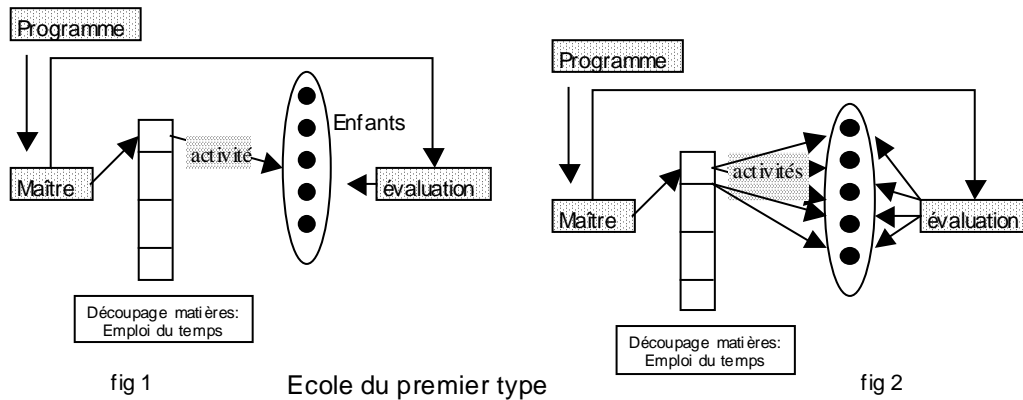 Programme
Enfants
activité
Maître
évaluation
Découpage matières:
Emploi du temps
fig 1
Ecole du premier type
Programme
activités
Maître
évaluation
Découpage matières:
Emploi du temps
fig 2